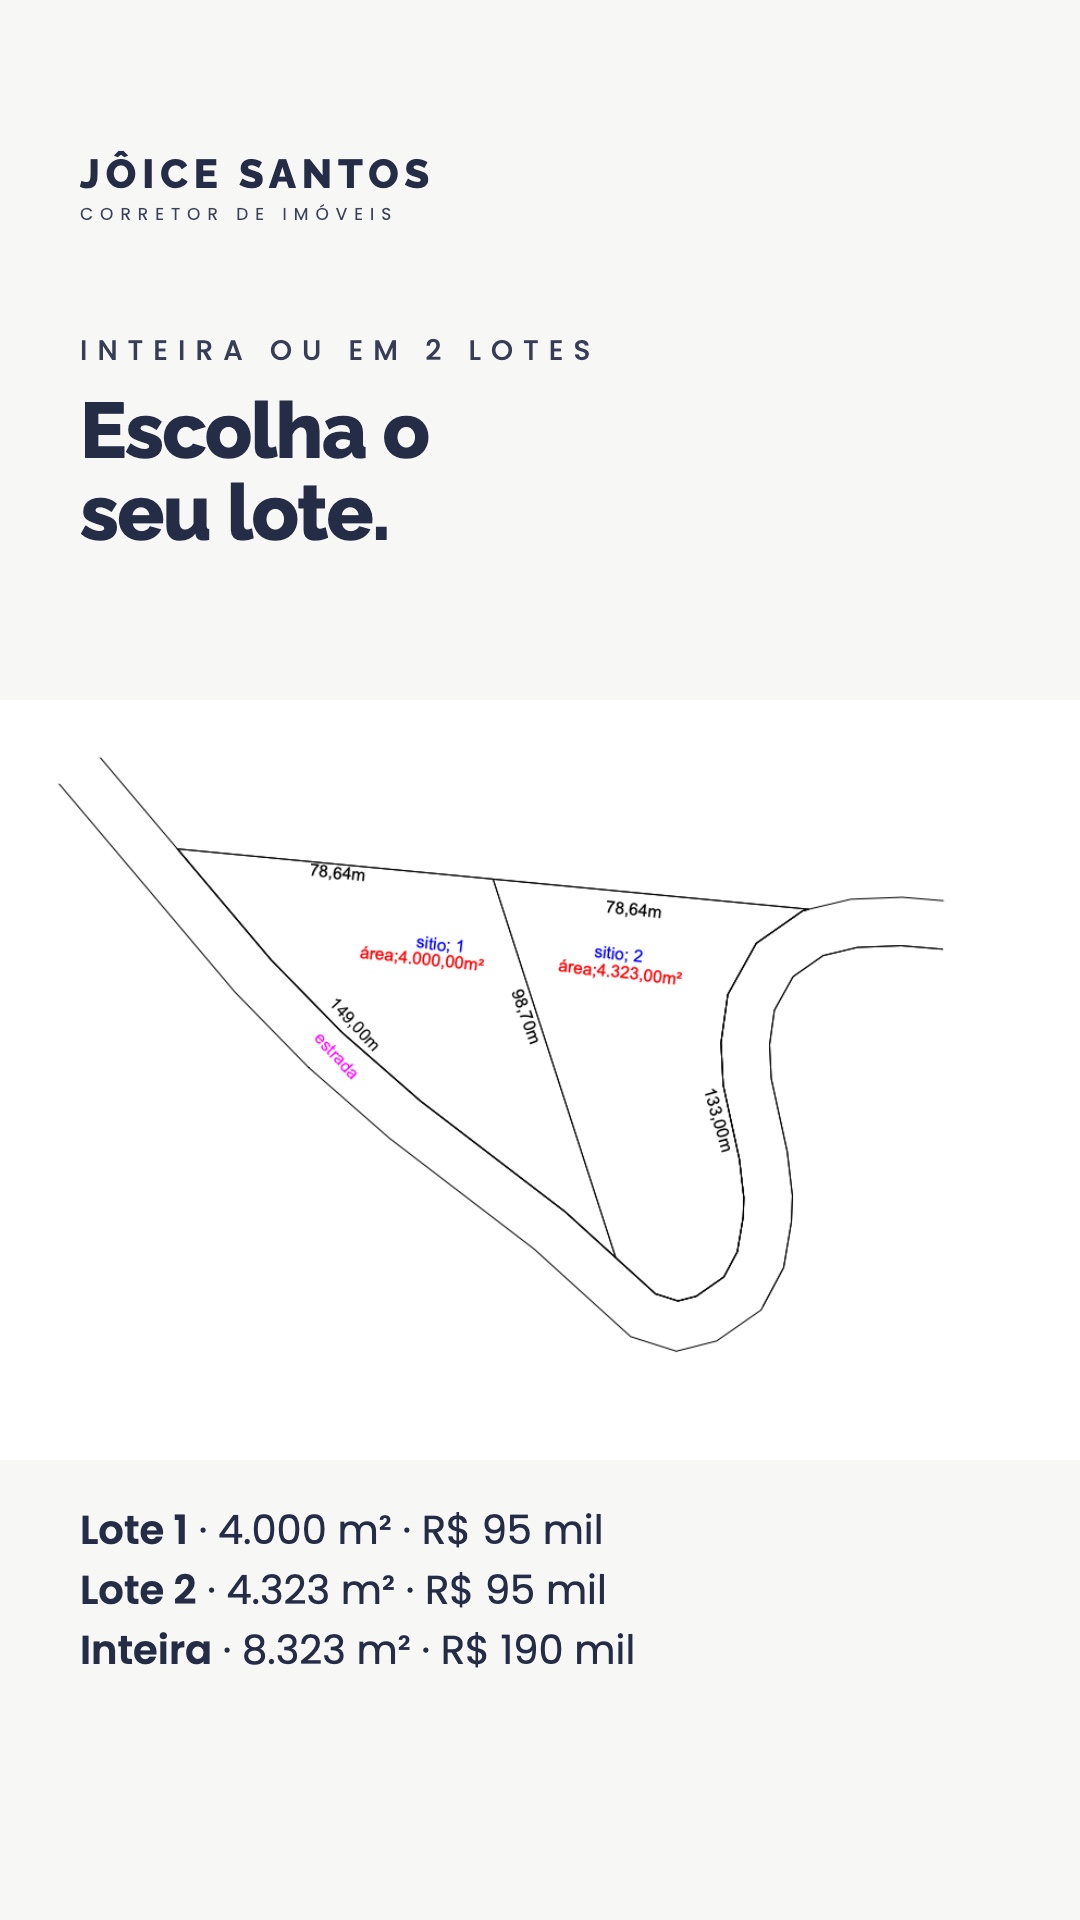 JÔICE SANTOS
CORRETOR DE IMÓVEIS
INTEIRA OU EM 2 LOTES
Escolha o
seu lote.
78,64m
78,64m
sitio; 1
área;4.000,00m²
sitio; 2
área;4.323,00m²
98,70m
149,00m
estrada
133,00m
Lote 1 · 4.000 m² · R$ 95 mil
Lote 2 · 4.323 m² · R$ 95 mil
Inteira · 8.323 m² · R$ 190 mil